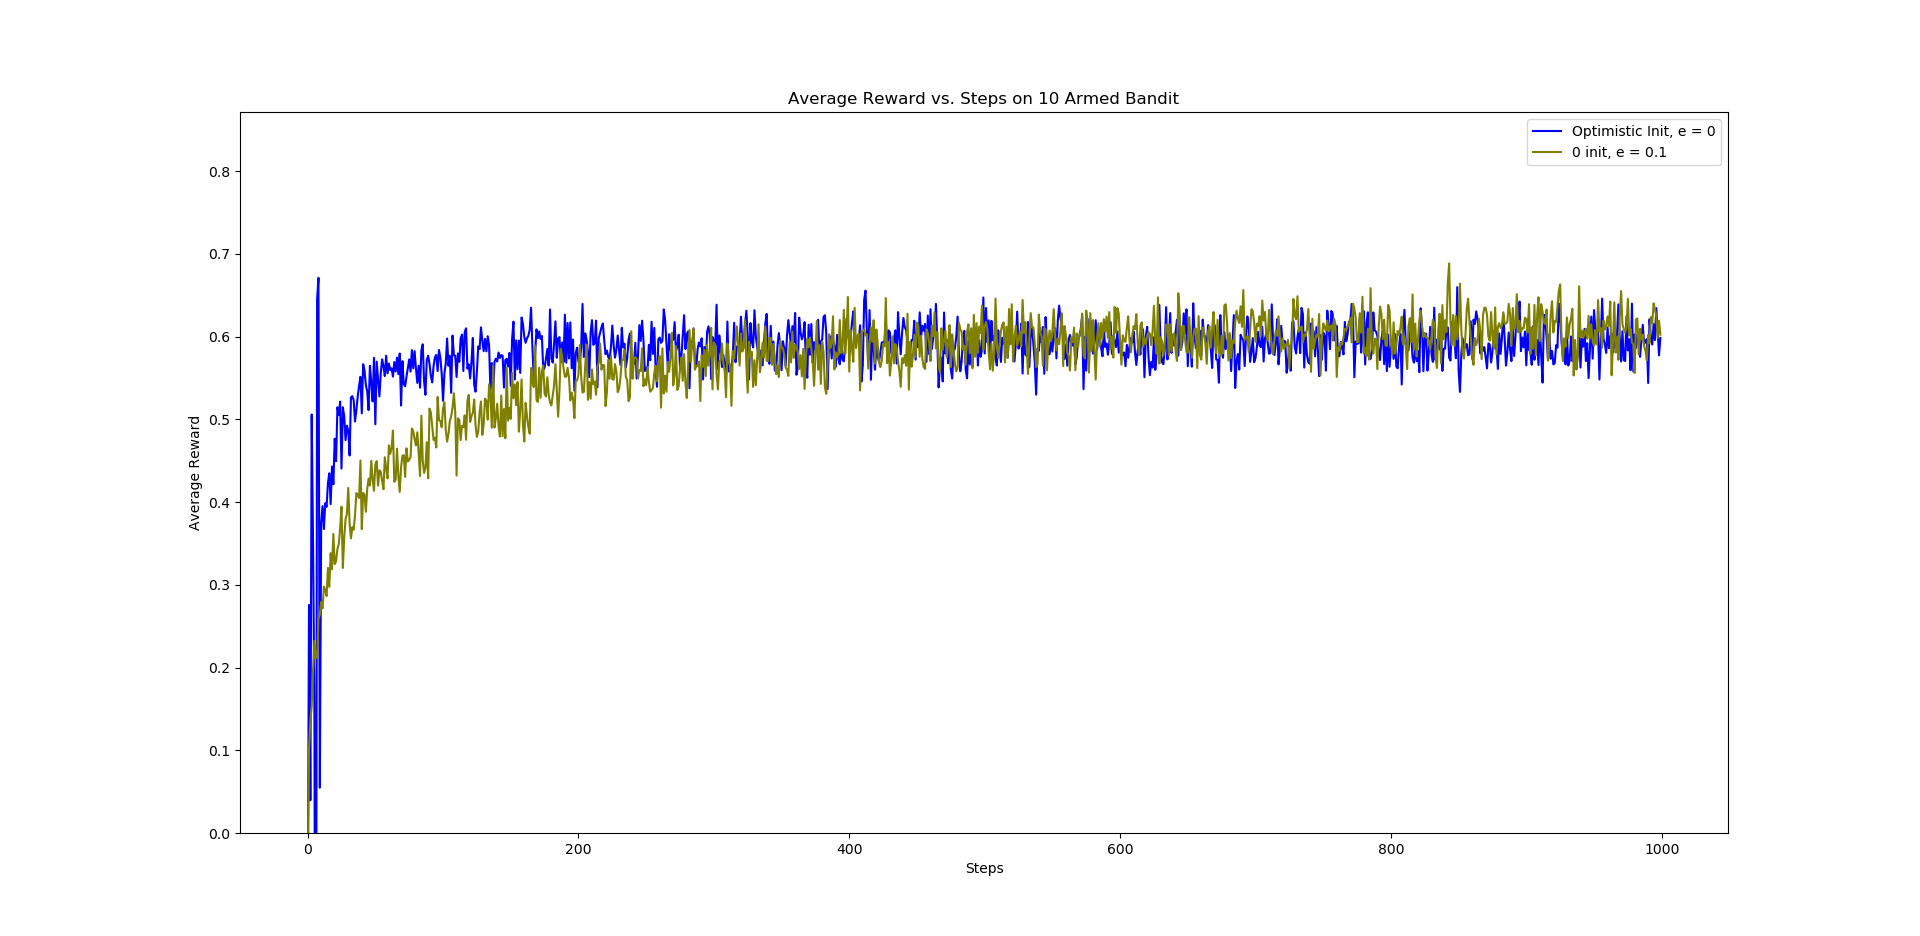 Average Reward vs. Steps on 10 Armed Bandit
Optimistic Init, e = 0
0 init, e = 0.1
0.8
0.7
0.6
0.5
0.4
0.3
0.2
0.1
0.0
Average Reward
0 200 400 600 800 1000
Steps